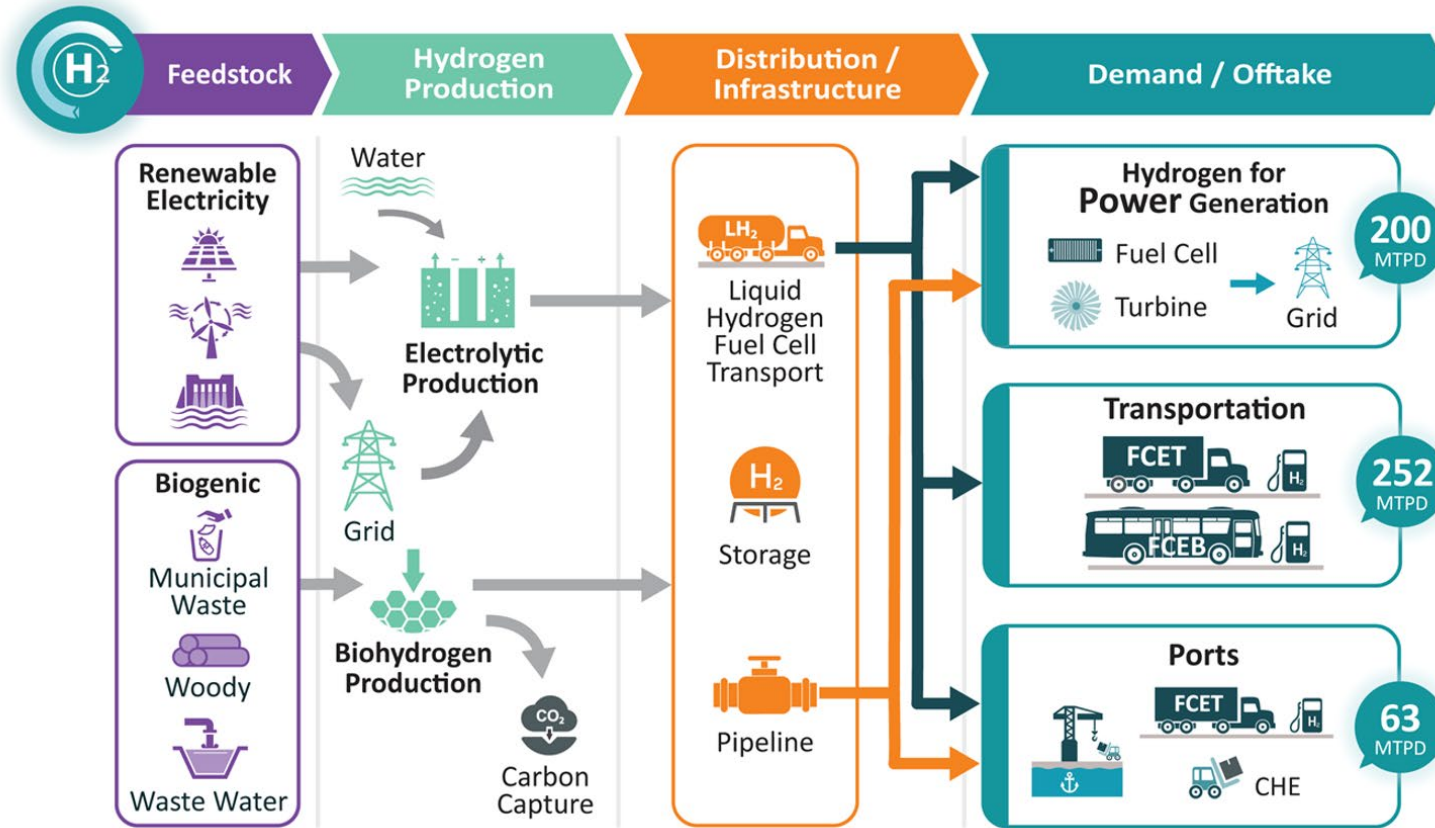 H2
Feedstock
Hydrogen
Production
Distribution /
Infrastructure
Demand / Offtake
Renewable
Electricity
Biogenic
Municipal
Waste
Woody
Waste Water
Water
- +
Electrolytic
Production
Grid
Biohydrogen
Production
CO₂
Carbon
Capture
LH₂
Liquid
Hydrogen
Fuel Cell
Transport
H₂
Storage
Pipeline
Hydrogen for
Power Generation
Fuel Cell
Turbine
Grid
200
MTPD
Transportation
FCET
H₂
FCEB
H₂
252
MTPD
Ports
FCET
H₂
CHE
63
MTPD